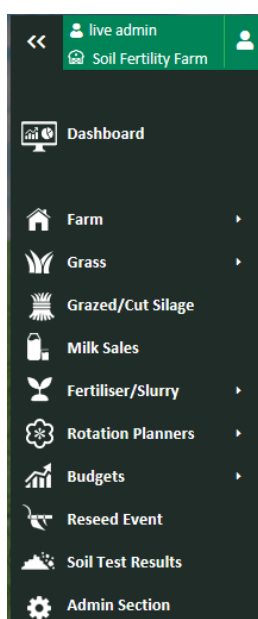 live admin
Soil Fertility Farm
Dashboard
Farm
Grass
Grazed/Cut Silage
Milk Sales
Fertiliser/Slurry
Rotation Planners
Budgets
Reseed Event
Soil Test Results
Admin Section